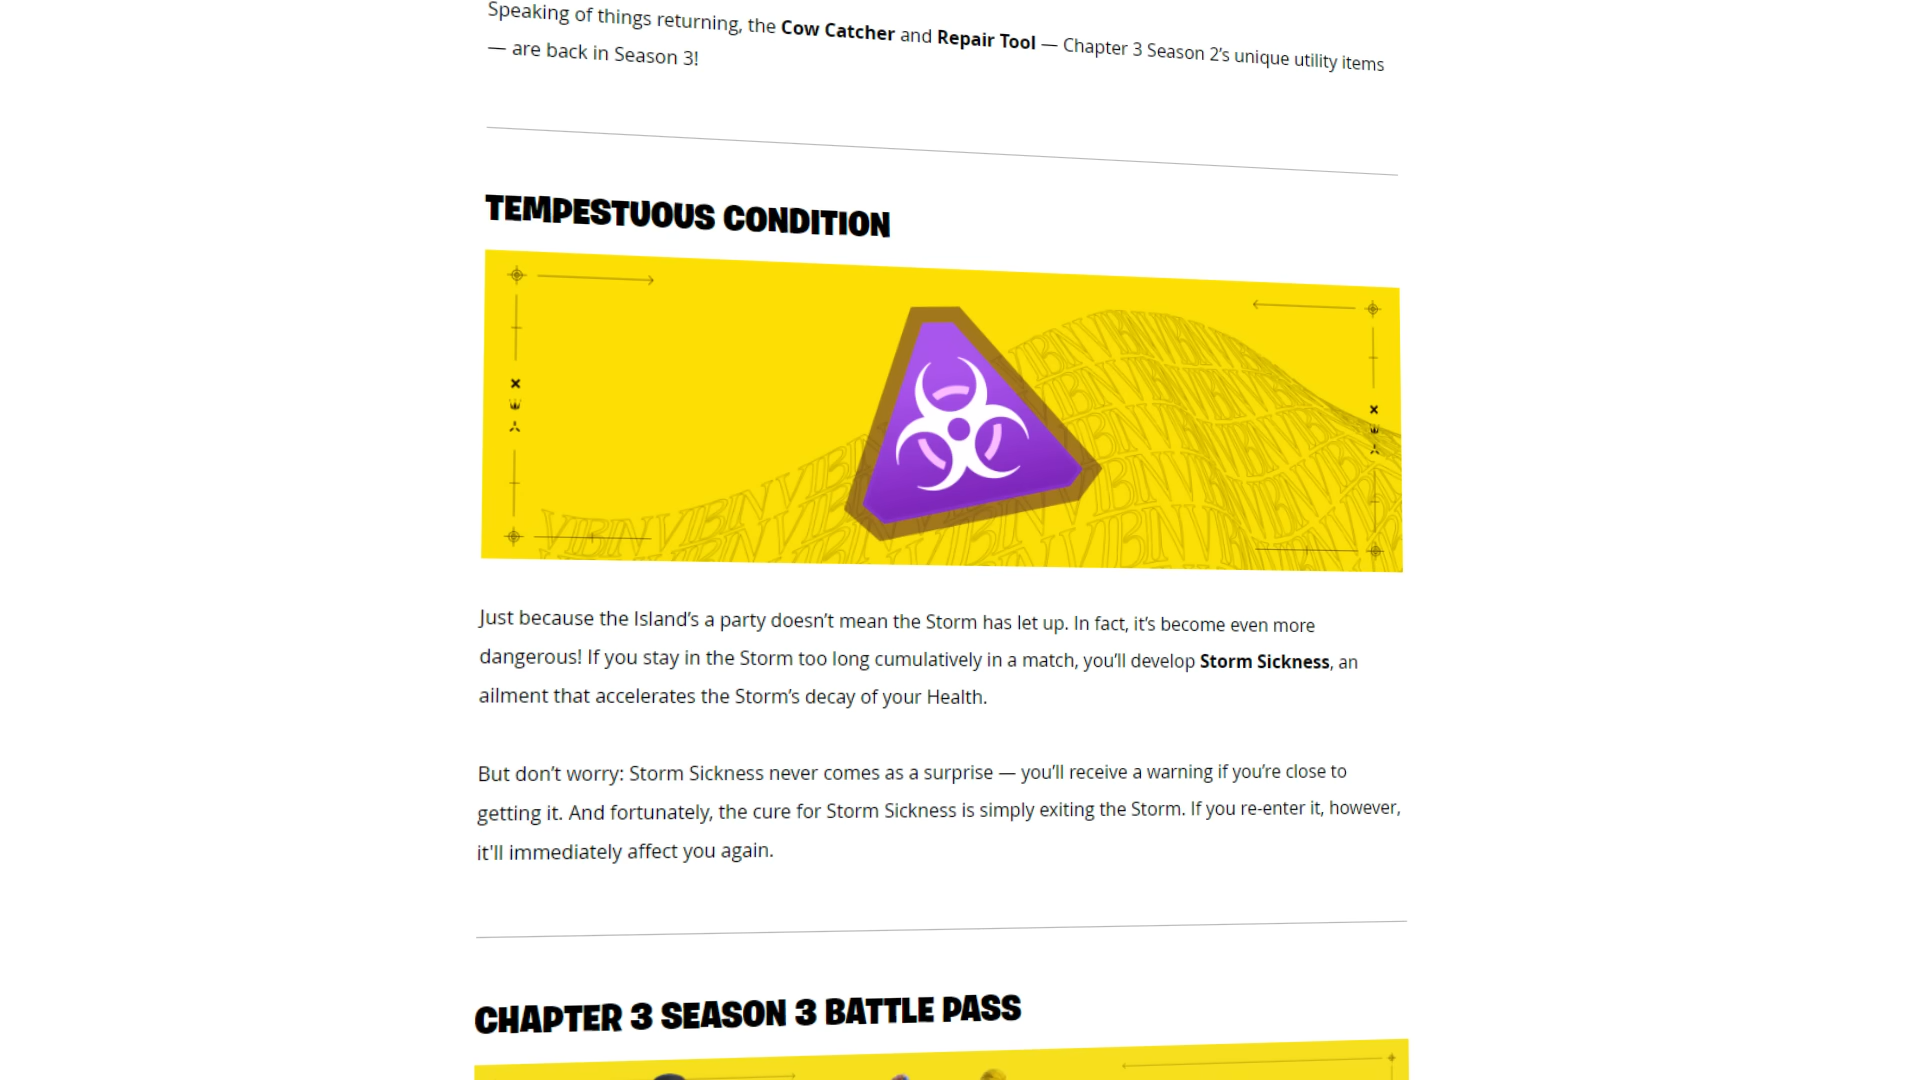 Speaking of things returning, the Cow Catcher and Repair Tool — Chapter 3 Season 2’s unique utility items
— are back in Season 3!
TEMPESTUOUS CONDITION
VIBIN VIBIN VIBIN
Just because the Island’s a party doesn’t mean the Storm has let up. In fact, it’s become even more
dangerous! If you stay in the Storm too long cumulatively in a match, you’ll develop Storm Sickness, an
ailment that accelerates the Storm’s decay of your Health.
But don’t worry: Storm Sickness never comes as a surprise — you’ll receive a warning if you’re close to
getting it. And fortunately, the cure for Storm Sickness is simply exiting the Storm. If you re-enter it, however,
it'll immediately affect you again.
CHAPTER 3 SEASON 3 BATTLE PASS